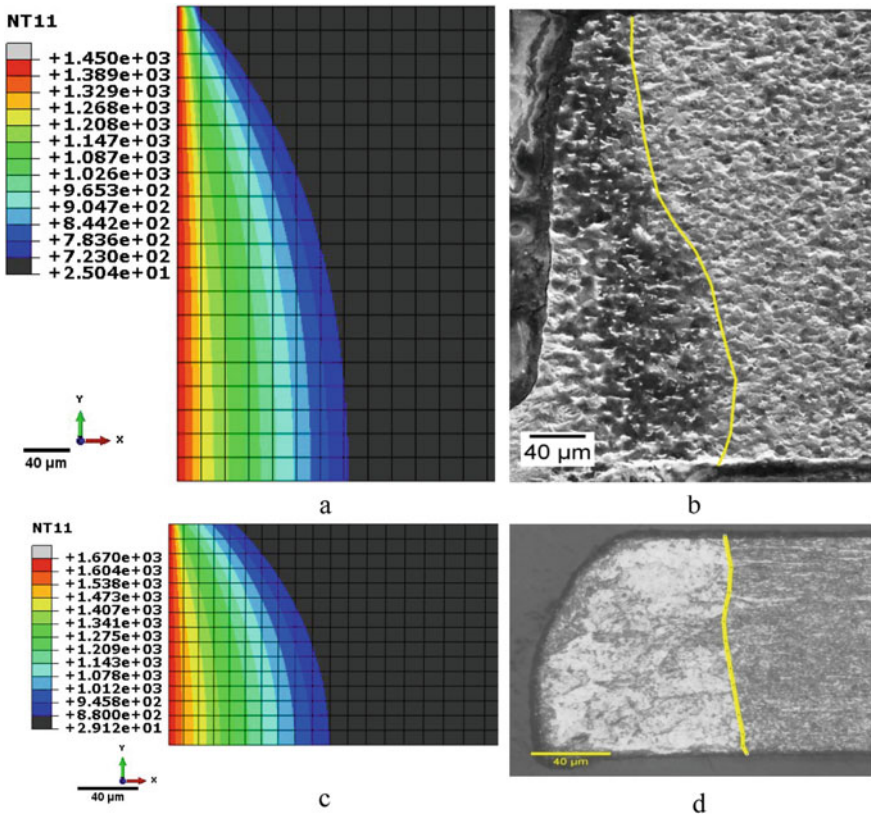 NT11
+1.450e+03
+1.389e+03
+1.329e+03
+1.268e+03
+1.208e+03
+1.147e+03
+1.087e+03
+1.026e+03
+9.653e+02
+9.047e+02
+8.442e+02
+7.836e+02
+7.230e+02
+2.504e+01
Y
X
40 µm
a
40 µm
b
NT11
+1.670e+03
+1.604e+03
+1.538e+03
+1.473e+03
+1.407e+03
+1.341e+03
+1.275e+03
+1.209e+03
+1.143e+03
+1.078e+03
+1.012e+03
+9.458e+02
+8.800e+02
+2.912e+01
Y
X
40 µm
c
40 µm
d